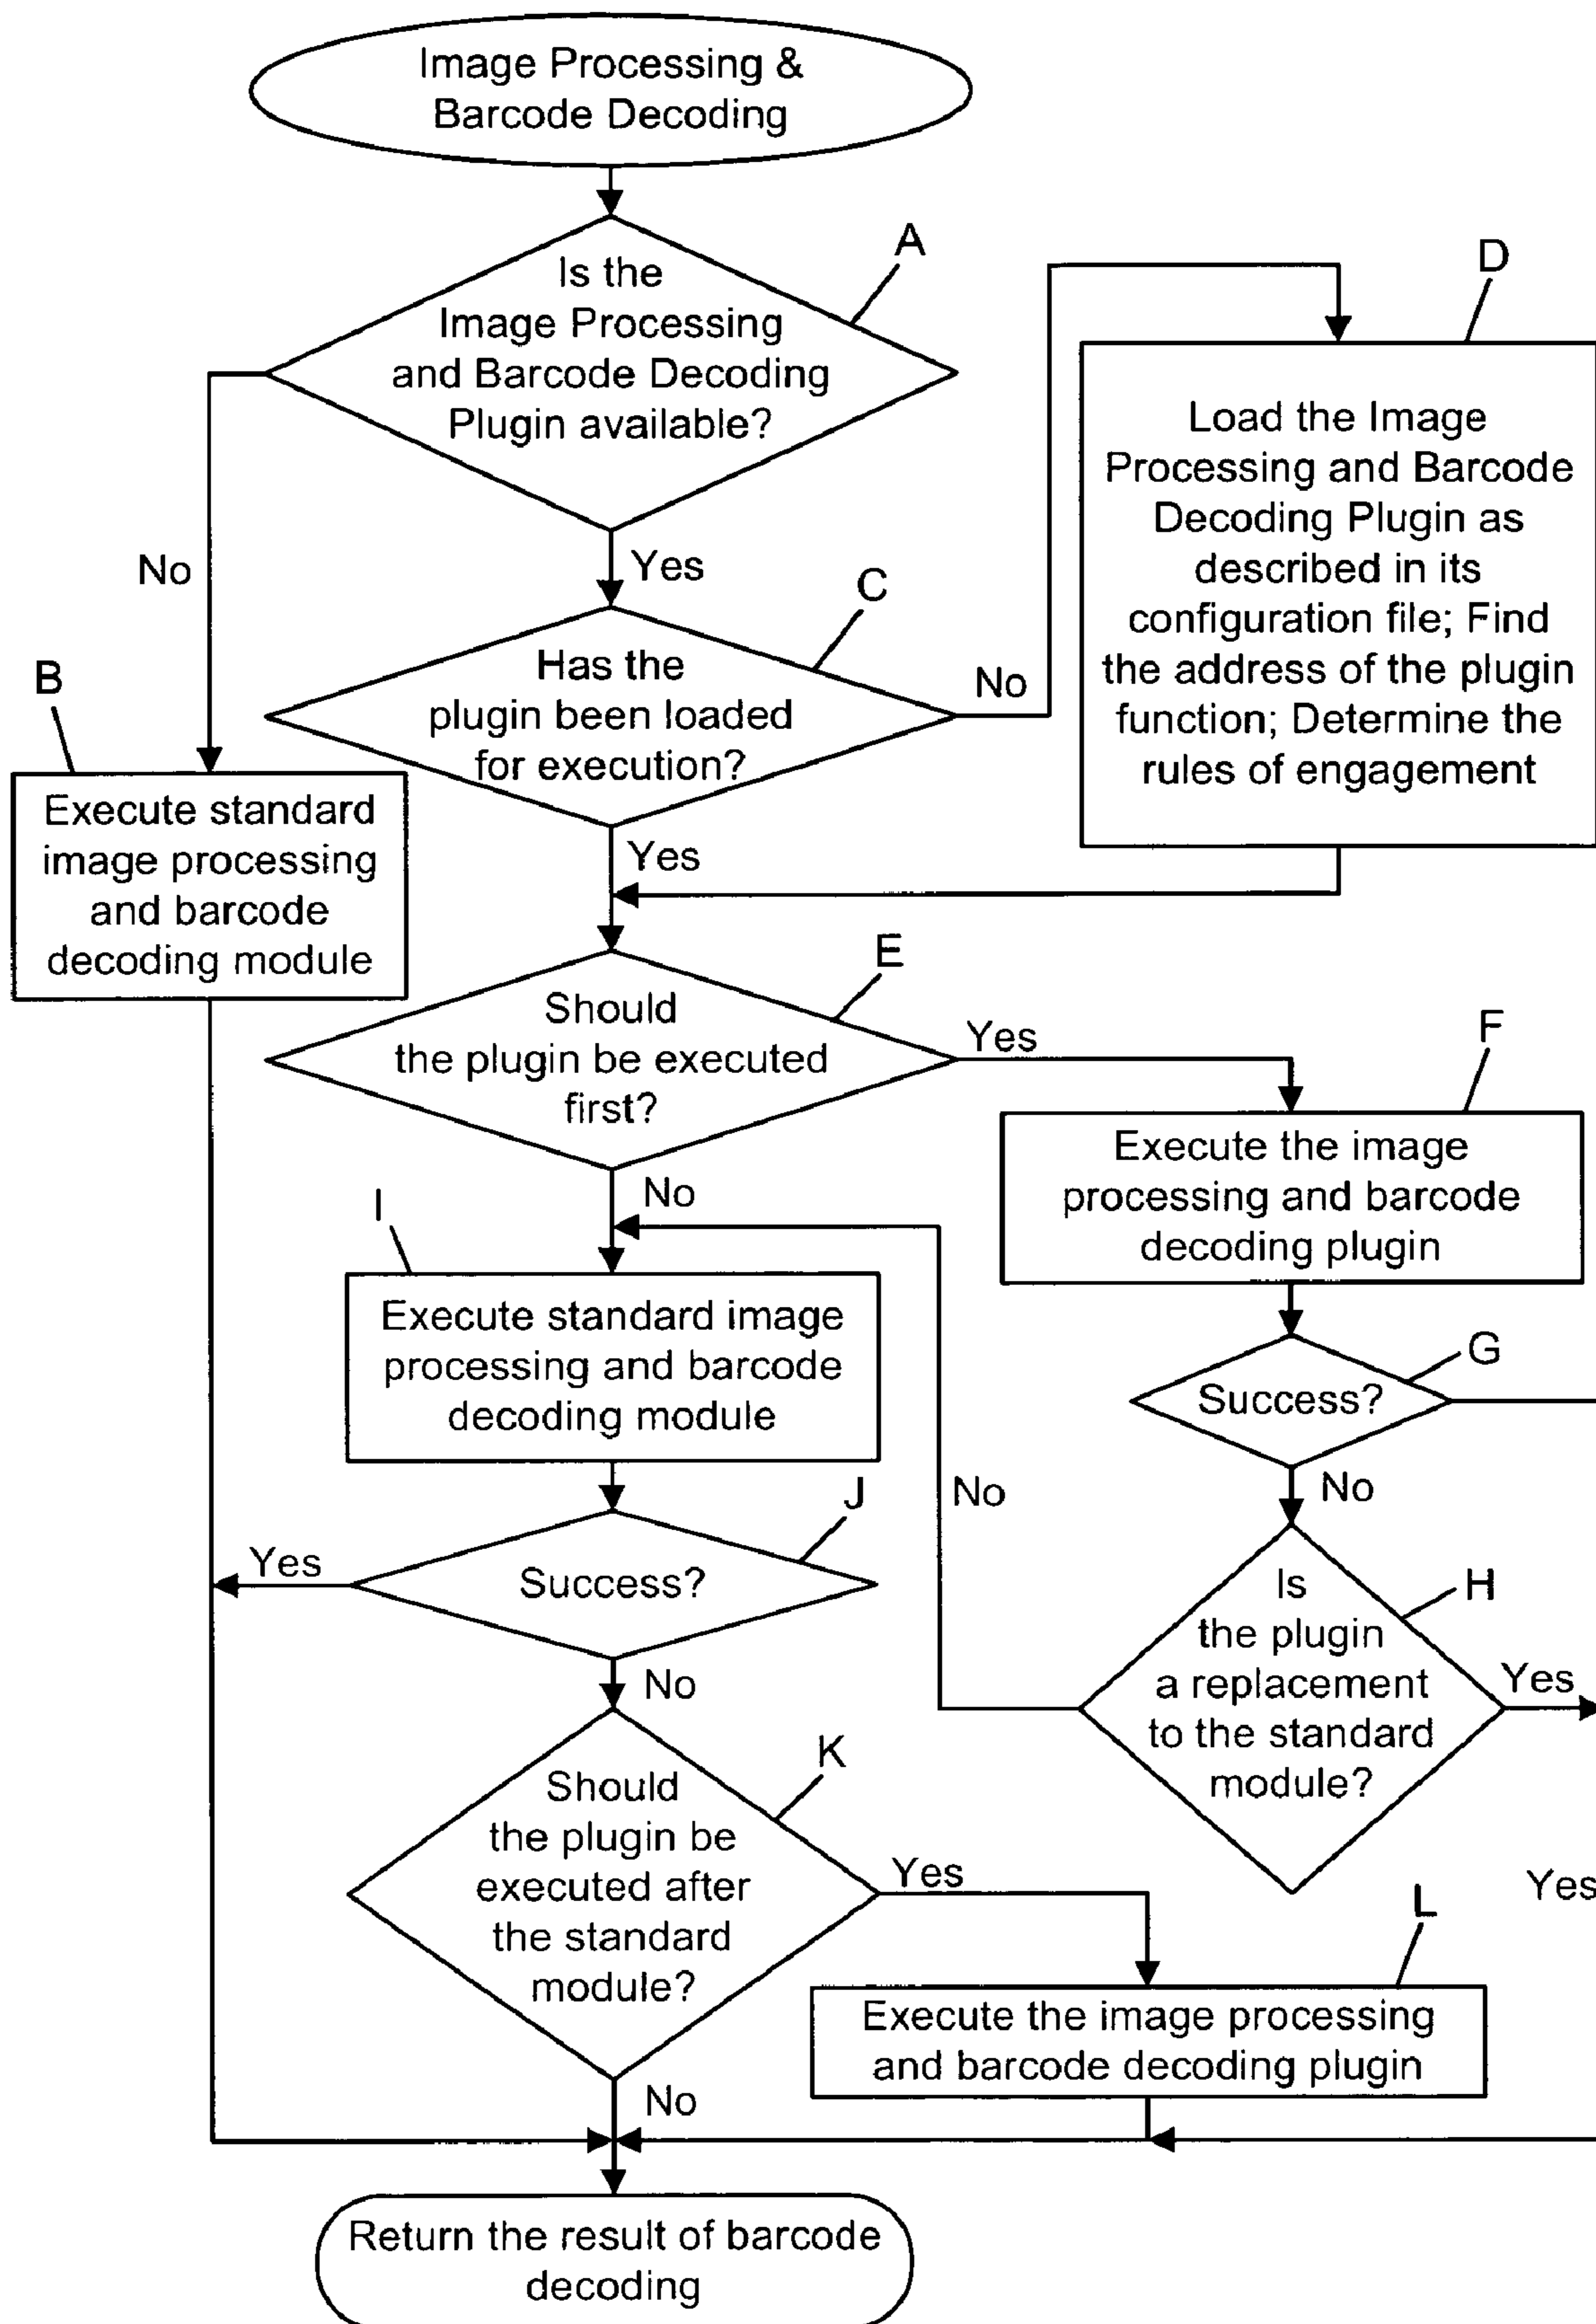 Image Processing &
Barcode Decoding
A
Is the
Image Processing
and Barcode Decoding
Plugin available?
No
Yes
D
Load the Image
Processing and Barcode
Decoding Plugin as
described in its
configuration file; Find
the address of the plugin
function; Determine the
rules of engagement
C
Has the
plugin been loaded
for execution?
No
Yes
B
Execute standard
image processing
and barcode
decoding module
E
Should
the plugin be executed
first?
Yes
No
F
Execute the image
processing and barcode
decoding plugin
G
Success?
No
I
Execute standard image
processing and barcode
decoding module
J
Success?
Yes
No
H
Is
the plugin
a replacement
to the standard
module?
No
Yes
Yes
K
Should
the plugin be
executed after
the standard
module?
Yes
No
L
Execute the image processing
and barcode decoding plugin
Return the result of barcode
decoding